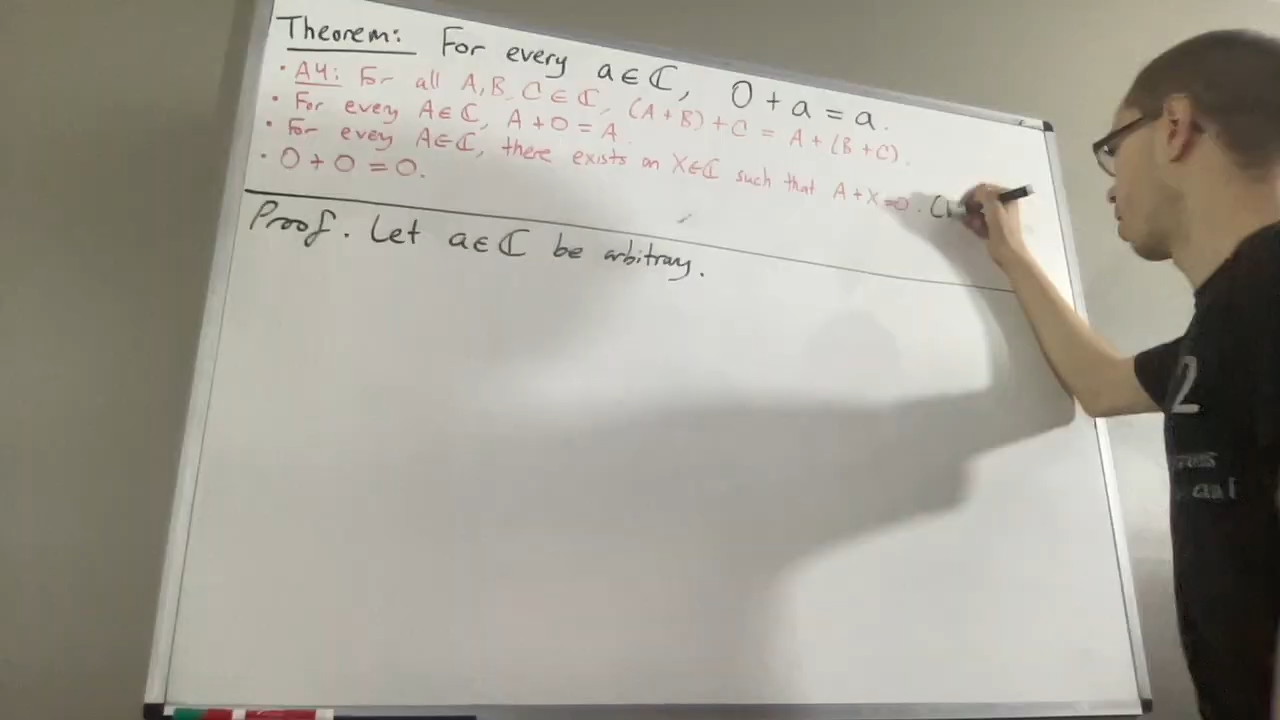 Theorem: For every a∈ℂ, 0+a=a.
• A4: For all A,B,C∈ℂ, (A+B)+C = A+(B+C).
• For every A∈ℂ, A+0=A.
• For every A∈ℂ, there exists an X∈ℂ such that A+X=0. (
• 0+0=0.
Proof. Let a∈ℂ be arbitrary.
2